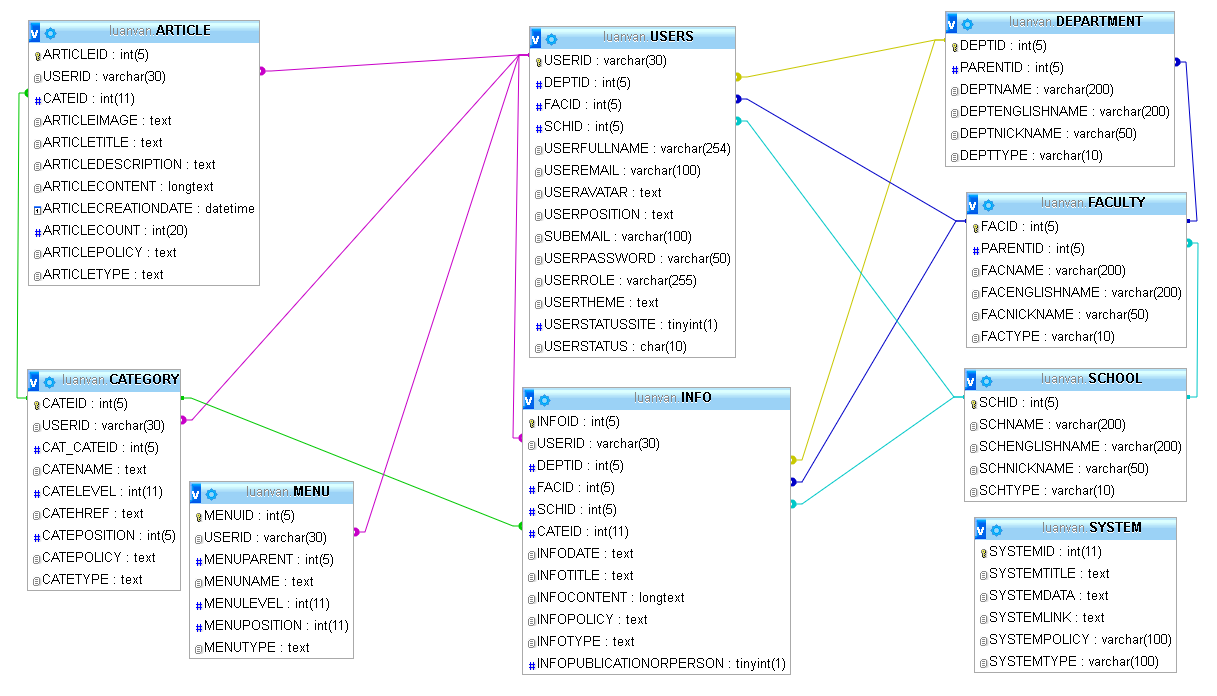 luanvan.ARTICLE
ARTICLEID : int(5)
USERID : varchar(30)
CATEID : int(11)
ARTICLEIMAGE : text
ARTICLETITLE : text
ARTICLEDESCRIPTION : text
ARTICLECONTENT : longtext
ARTICLECREATIONDATE : datetime
ARTICLECOUNT : int(20)
ARTICLEPOLICY : text
ARTICLETYPE : text
luanvan.USERS
USERID : varchar(30)
DEPTID : int(5)
FACID : int(5)
SCHID : int(5)
USERFULLNAME : varchar(254)
USEREMAIL : varchar(100)
USERAVATAR : text
USERPOSITION : text
SUBEMAIL : varchar(100)
USERPASSWORD : varchar(50)
USERROLE : varchar(255)
USERTHEME : text
USERSTATUSSITE : tinyint(1)
USERSTATUS : char(10)
luanvan.DEPARTMENT
DEPTID : int(5)
PARENTID : int(5)
DEPTNAME : varchar(200)
DEPTENGLISHNAME : varchar(200)
DEPTNICKNAME : varchar(50)
DEPTTYPE : varchar(10)
luanvan.FACULTY
FACID : int(5)
PARENTID : int(5)
FACNAME : varchar(200)
FACENGLISHNAME : varchar(200)
FACNICKNAME : varchar(50)
FACTYPE : varchar(10)
luanvan.CATEGORY
CATEID : int(5)
USERID : varchar(30)
CAT_CATEID : int(5)
CATENAME : text
CATELEVEL : int(11)
CATEHREF : text
CATEPOSITION : int(5)
CATEPOLICY : text
CATETYPE : text
luanvan.MENU
MENUID : int(5)
USERID : varchar(30)
MENUPARENT : int(5)
MENUNAME : text
MENULEVEL : int(11)
MENUPOSITION : int(11)
MENUTYPE : text
luanvan.INFO
INFOID : int(5)
USERID : varchar(30)
DEPTID : int(5)
FACID : int(5)
SCHID : int(5)
CATEID : int(11)
INFODATE : text
INFOTITLE : text
INFOCONTENT : longtext
INFOPOLICY : text
INFOTYPE : text
INFOPUBLICATIONORPERSON : tinyint(1)
luanvan.SCHOOL
SCHID : int(5)
SCHNAME : varchar(200)
SCHENGLISHNAME : varchar(200)
SCHNICKNAME : varchar(50)
SCHTYPE : varchar(10)
luanvan.SYSTEM
SYSTEMID : int(11)
SYSTEMTITLE : text
SYSTEMDATA : text
SYSTEMLINK : text
SYSTEMPOLICY : varchar(100)
SYSTEMTYPE : varchar(100)